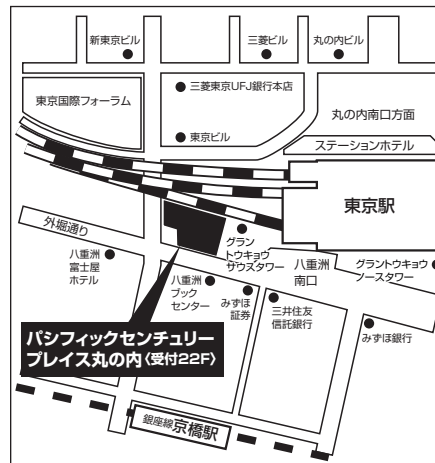 新東京ビル
三菱ビル
丸の内ビル
三菱東京UFJ銀行本店
東京国際フォーラム
丸の内南口方面
東京ビル
ステーションホテル
東京駅
外堀通り
グラン
トウキョウ
サウスタワー
八重洲
富士屋
ホテル
八重洲
ブック
センター
みずほ
証券
八重洲
南口
グラントウキョウ
ノースタワー
三井住友
信託銀行
みずほ銀行
パシフィックセンチュリー
プレイス丸の内〈受付22F〉
銀座線京橋駅